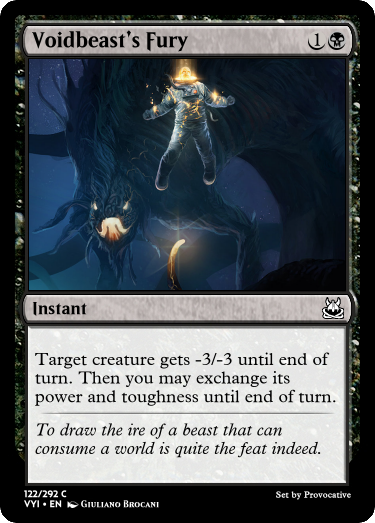 Voidbeast's Fury 1
Instant
Target creature gets -3/-3 until end of
turn. Then you may exchange its
power and toughness until end of turn.
To draw the ire of a beast that can
consume a world is quite the feat indeed.
122/292 C
VYI • EN Giuliano Brocani
Set by Provocative